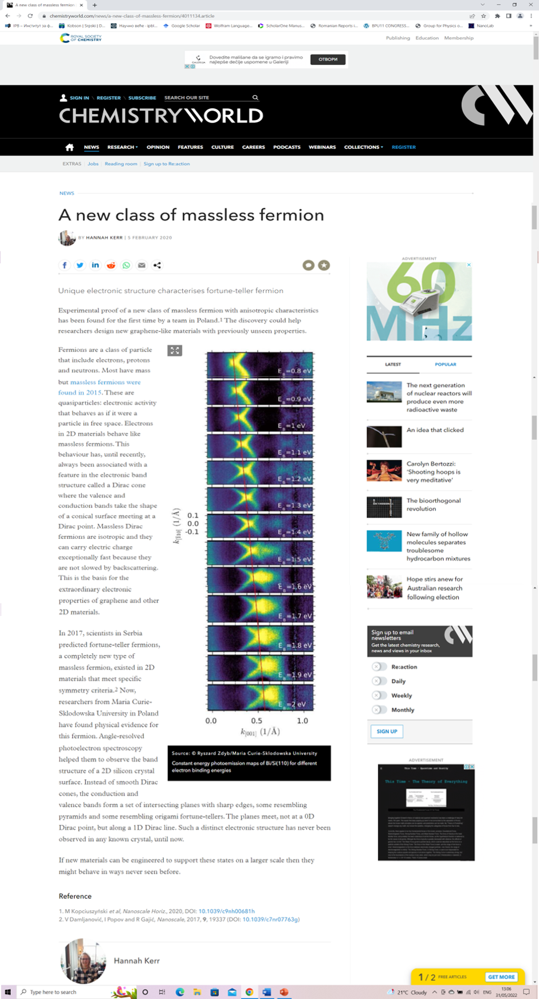 A new class of massless fermion
chemistryworld.com/news/a-new-class-of-massless-fermion/4011134.article
IPB – Институт за ф...
Kobson | Srpski | D...
Научно веће - ipbl...
Google Scholar
Wolfram Language...
ScholarOne Manus...
Romanian Reports i...
BPU11 CONGRESS...
Group for Physics o...
NanoLab
ROYAL SOCIETY
OF CHEMISTRY
Publishing Education Membership
Dovedite mališane da se igramo i pravimo
najlepše dečije uspomene u Galeriji
GALERIJA
ОТВОРИ
SIGN IN \ REGISTER \ SUBSCRIBE
SEARCH OUR SITE
CHEMISTRY WORLD
NEWS RESEARCH OPINION FEATURES CULTURE CAREERS PODCASTS WEBINARS COLLECTIONS REGISTER
EXTRAS Jobs Reading room Sign up to Re:action
NEWS
A new class of massless fermion
BY HANNAH KERR | 5 FEBRUARY 2020
Unique electronic structure characterises fortune-teller fermion
Experimental proof of a new class of massless fermion with anisotropic characteristics
has been found for the first time by a team in Poland.1 The discovery could help
researchers design new graphene-like materials with previously unseen properties.
Fermions are a class of particle
that include electrons, protons
and neutrons. Most have mass
but massless fermions were
found in 2015. These are
quasiparticles: electronic activity
that behaves as if it were a
particle in free space. Electrons
in 2D materials behave like
massless fermions. This
behaviour has, until recently,
always been associated with a
feature in the electronic band
structure called a Dirac cone
where the valence and
conduction bands take the shape
of a conical surface meeting at a
Dirac point. Massless Dirac
fermions are isotropic and they
can carry electric charge
exceptionally fast because they
are not slowed by backscattering.
This is the basis for the
extraordinary electronic
properties of graphene and other
2D materials.
In 2017, scientists in Serbia
predicted fortune-teller fermions,
a completely new type of
massless fermion, existed in 2D
materials that meet specific
symmetry criteria.2 Now,
researchers from Maria Curie-
Sklodowska University in Poland
have found physical evidence for
this fermion. Angle-resolved
photoelectron spectroscopy
helped them to observe the band
structure of a 2D silicon crystal
surface. Instead of smooth Dirac
cones, the conduction and
valence bands form a set of intersecting planes with sharp edges, some resembling
pyramids and some resembling origami fortune-tellers. The planes meet, not at a 0D
Dirac point, but along a 1D Dirac line. Such a distinct electronic structure has never been
observed in any known crystal, until now.
If new materials can be engineered to support these states on a larger scale then they
might behave in ways never seen before.
E_B=0.8 eV
E_B=0.9 eV
E_B=1 eV
E_B=1.1 eV
E_B=1.2 eV
E_B=1.3 eV
E_B=1.4 eV
E_B=1.5 eV
E_B=1.6 eV
E_B=1.7 eV
E_B=1.8 eV
E_B=1.9 eV
E_B=2 eV
0.1
0.0
-0.1
0.0 0.5 1.0
k[001] (1/Å)
Source: © Ryszard Zdyb/Maria Curie-Sklodowska University
Constant energy photoemission maps of Bi/Si(110) for different
electron binding energies
Reference
1. M Kopciuszyński et al, Nanoscale Horiz., 2020, DOI: 10.1039/c9nh00681h
2. V Damljanović, I Popov and R Gajić, Nanoscale, 2017, 9, 19337 (DOI: 10.1039/c7nr07763g)
Hannah Kerr
ADVERTISEMENT
60
MHz
LATEST POPULAR
The next generation
of nuclear reactors will
produce even more
radioactive waste
An idea that clicked
Carolyn Bertozzi:
‘Shooting hoops is
very meditative’
The bioorthogonal
revolution
New family of hollow
molecules separates
troublesome
hydrocarbon mixtures
Hope stirs anew for
Australian research
following election
Sign up to email
newsletters
Get the latest chemistry research,
news and views in your inbox
Re:action
Daily
Weekly
Monthly
SIGN UP
ADVERTISEMENT
This Time - The Theory of Everything
1 / 2 FREE ARTICLES GET MORE
Type here to search
21°C Cloudy
ENG
13:06
31/05/2022